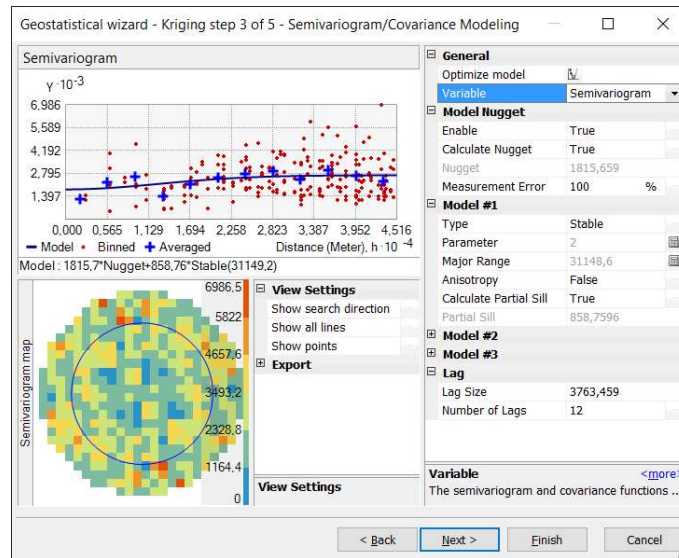 Geostatistical wizard - Kriging step 3 of 5 - Semivariogram/Covariance Modeling
Semivariogram
γ ·10⁻³
6,986
5,589
4,192
2,795
1,397
0,000 0,565 1,129 1,694 2,258 2,823 3,387 3,952 4,516
Model Binned Averaged Distance (Meter), h ·10⁻⁴
Model : 1815,7*Nugget+858,76*Stable(31149,2)
Semivariogram map
6986,5
5822
4657,6
3493,2
2328,8
1164,4
0
View Settings
Show search direction
Show all lines
Show points
Export
View Settings
General
Optimize model
Variable Semivariogram
Model Nugget
Enable True
Calculate Nugget True
Nugget 1815,659
Measurement Error 100 %
Model #1
Type Stable
Parameter 2
Major Range 31148,6
Anisotropy False
Calculate Partial Sill True
Partial Sill 858,7596
Model #2
Model #3
Lag
Lag Size 3763,459
Number of Lags 12
Variable <more>
The semivariogram and covariance functions ...
< Back Next > Finish Cancel